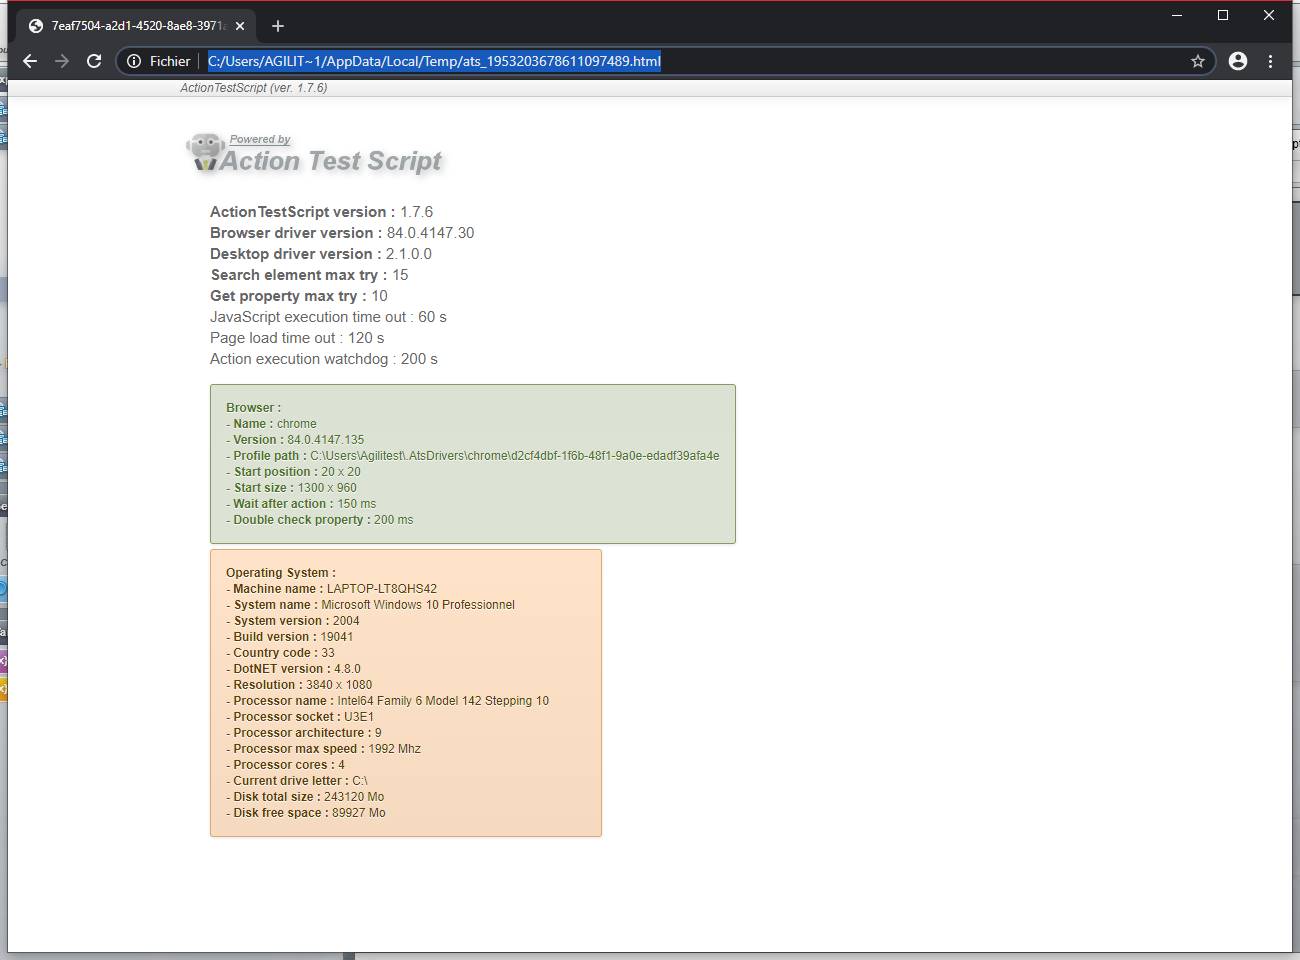 7eaf7504-a2d1-4520-8ae8-3971
Fichier C:/Users/AGILIT~1/AppData/Local/Temp/ats_1953203678611097489.html
ActionTestScript (ver. 1.7.6)
Powered by
Action Test Script
ActionTestScript version : 1.7.6
Browser driver version : 84.0.4147.30
Desktop driver version : 2.1.0.0
Search element max try : 15
Get property max try : 10
JavaScript execution time out : 60 s
Page load time out : 120 s
Action execution watchdog : 200 s
Browser :
- Name : chrome
- Version : 84.0.4147.135
- Profile path : C:\Users\Agilitest\.AtsDrivers\chrome\d2cf4dbf-1f6b-48f1-9a0e-edadf39afa4e
- Start position : 20 x 20
- Start size : 1300 x 960
- Wait after action : 150 ms
- Double check property : 200 ms
Operating System :
- Machine name : LAPTOP-LT8QHS42
- System name : Microsoft Windows 10 Professionnel
- System version : 2004
- Build version : 19041
- Country code : 33
- DotNET version : 4.8.0
- Resolution : 3840 x 1080
- Processor name : Intel64 Family 6 Model 142 Stepping 10
- Processor socket : U3E1
- Processor architecture : 9
- Processor max speed : 1992 Mhz
- Processor cores : 4
- Current drive letter : C:\
- Disk total size : 243120 Mo
- Disk free space : 89927 Mo